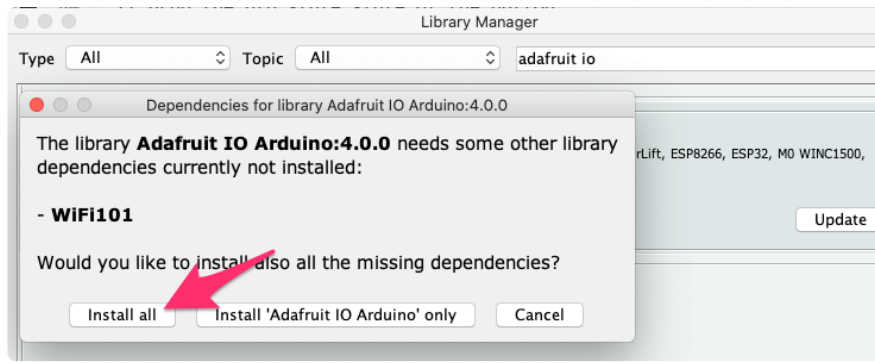 Library Manager
Type All Topic All adafruit io
Dependencies for library Adafruit IO Arduino:4.0.0
The library Adafruit IO Arduino:4.0.0 needs some other library
dependencies currently not installed:
rLift, ESP8266, ESP32, M0 WINC1500,
- WiFi101
Update
Would you like to install also all the missing dependencies?
Install all Install 'Adafruit IO Arduino' only Cancel